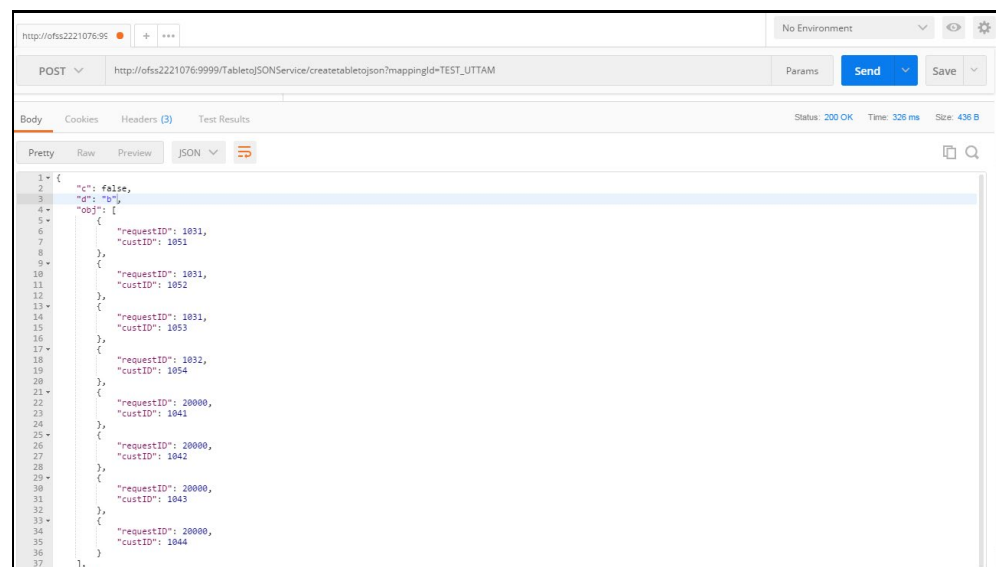 http://ofss2221076:99
No Environment
POST http://ofss2221076:9999/TabletoJSONService/createtabletojson?mappingId=TEST_UTTAM Params Send Save
Body Cookies Headers (3) Test Results Status: 200 OK Time: 326 ms Size: 436 B
Pretty Raw Preview JSON
1 {
2 "c": false,
3 "d": "b",
4 "obj": [
5 {
6 "requestID": 1031,
7 "custID": 1051
8 },
9 {
10 "requestID": 1031,
11 "custID": 1052
12 },
13 {
14 "requestID": 1031,
15 "custID": 1053
16 },
17 {
18 "requestID": 1032,
19 "custID": 1054
20 },
21 {
22 "requestID": 20000,
23 "custID": 1041
24 },
25 {
26 "requestID": 20000,
27 "custID": 1042
28 },
29 {
30 "requestID": 20000,
31 "custID": 1043
32 },
33 {
34 "requestID": 20000,
35 "custID": 1044
36 }
37 ],